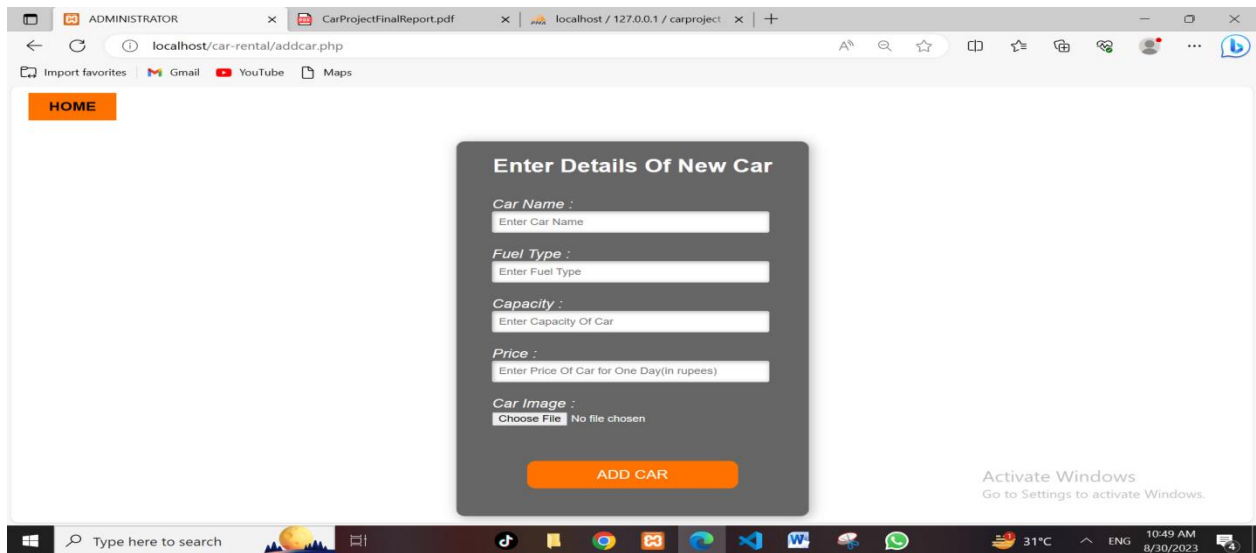 ADMINISTRATOR
CarProjectFinalReport.pdf
localhost / 127.0.0.1 / carproject
localhost/car-rental/addcar.php
Import favorites
Gmail
YouTube
Maps
HOME
Enter Details Of New Car
Car Name :
Enter Car Name
Fuel Type :
Enter Fuel Type
Capacity :
Enter Capacity Of Car
Price :
Enter Price Of Car for One Day(in rupees)
Car Image :
Choose File No file chosen
ADD CAR
Activate Windows
Go to Settings to activate Windows.
Type here to search
31°C
ENG
10:49 AM
8/30/2023
4